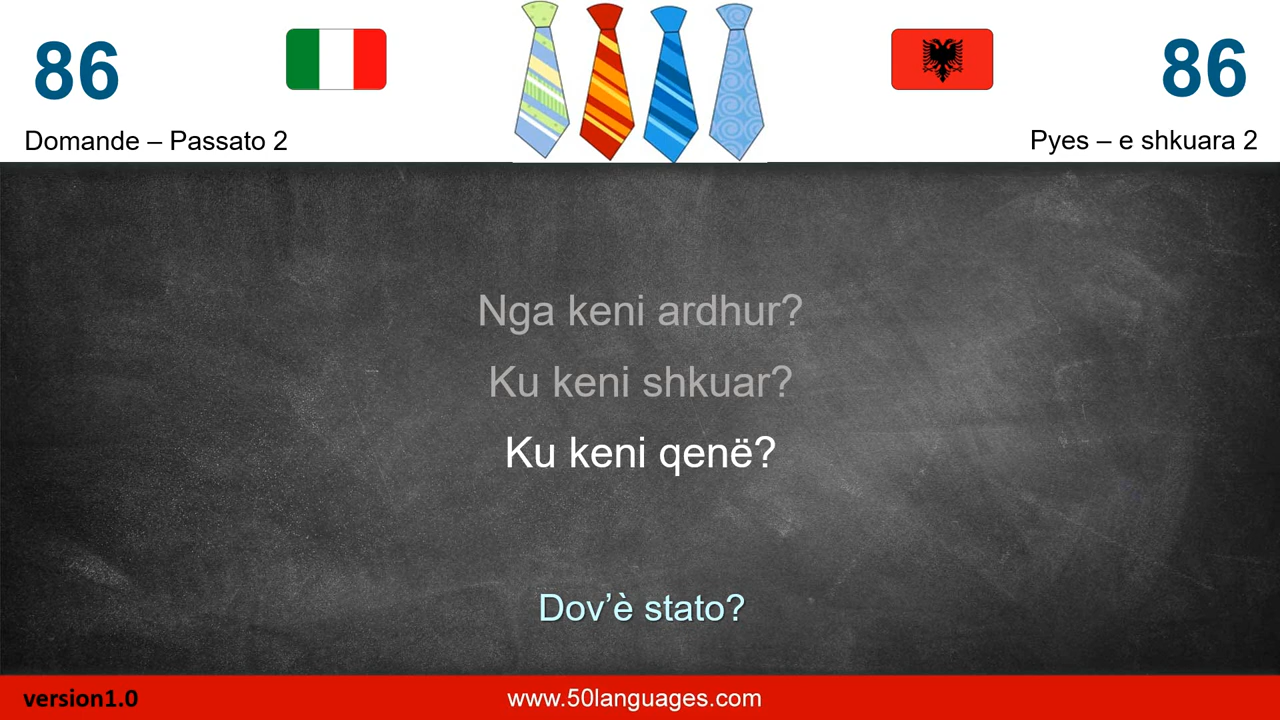 86
86
Domande – Passato 2
Pyes – e shkuara 2
Nga keni ardhur?
Ku keni shkuar?
Ku keni qenë?
Dov’è stato?
version1.0
www.50languages.com